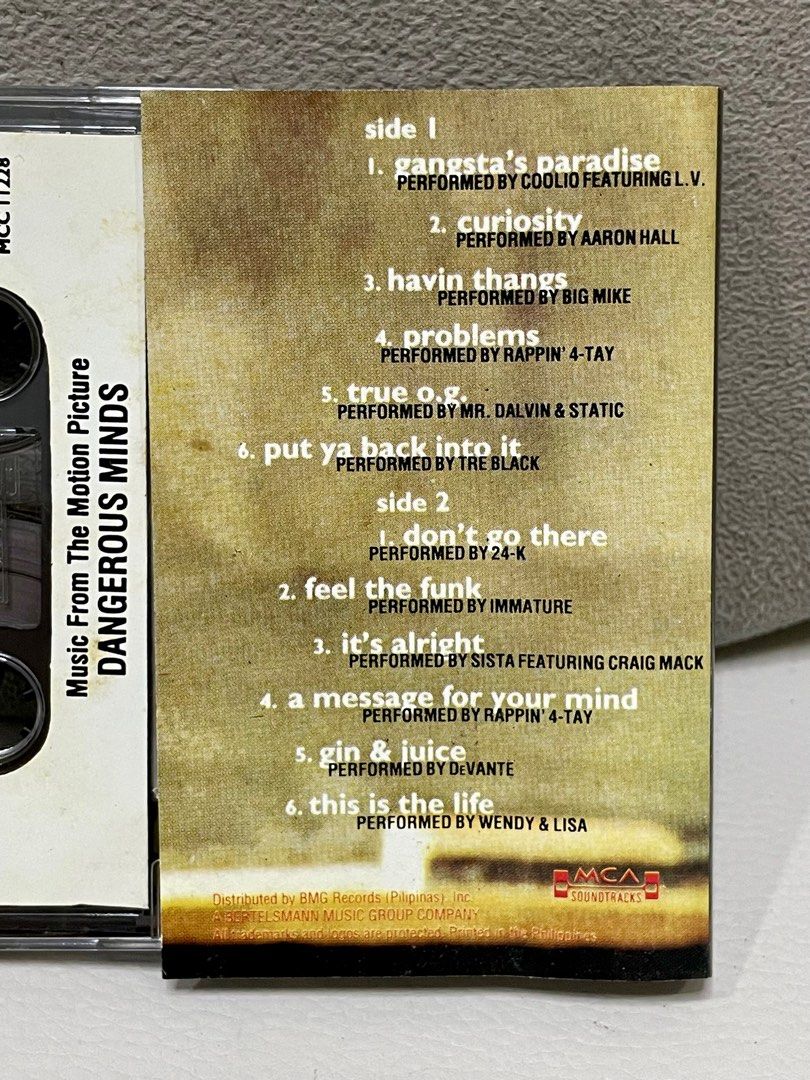 MCC 11228
Music From The Motion Picture
DANGEROUS MINDS
side 1
1. gangsta's paradise
PERFORMED BY COOLIO FEATURING L.V.
2. curiosity
PERFORMED BY AARON HALL
3. havin thangs
PERFORMED BY BIG MIKE
4. problems
PERFORMED BY RAPPIN' 4-TAY
5. true o.g.
PERFORMED BY MR. DALVIN & STATIC
6. put ya back into it
PERFORMED BY TRE BLACK
side 2
1. don't go there
PERFORMED BY 24-K
2. feel the funk
PERFORMED BY IMMATURE
3. it's alright
PERFORMED BY SISTA FEATURING CRAIG MACK
4. a message for your mind
PERFORMED BY RAPPIN' 4-TAY
5. gin & juice
PERFORMED BY DeVANTE
6. this is the life
PERFORMED BY WENDY & LISA
MCA
SOUNDTRACKS
Distributed by BMG Records (Pilipinas), Inc.
A BERTELSMANN MUSIC GROUP COMPANY
All trademarks and logos are protected. Printed in the Philippines